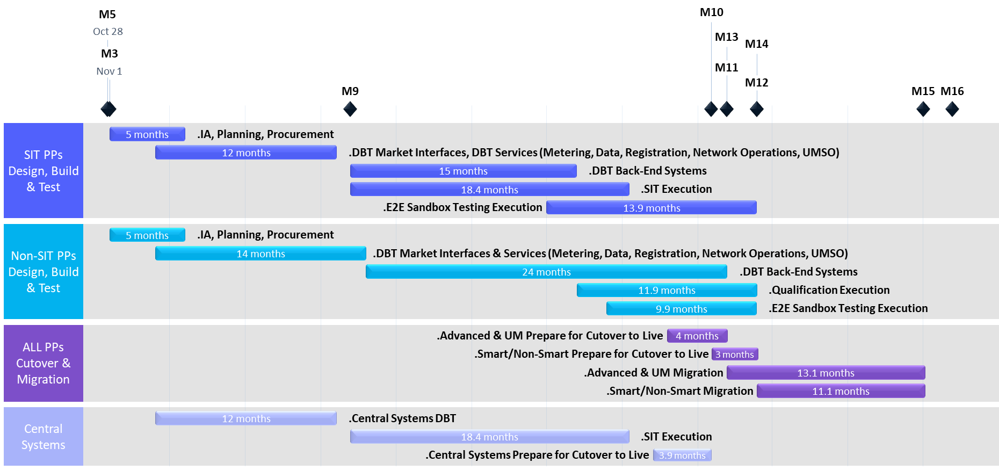 M5
Oct 28
M3
Nov 1
M9
M10
M13
M14
M11
M12
M15 M16
SIT PPs
Design, Build
& Test
5 months .IA, Planning, Procurement
12 months .DBT Market Interfaces, DBT Services (Metering, Data, Registration, Network Operations, UMSO)
15 months .DBT Back-End Systems
18.4 months .SIT Execution
.E2E Sandbox Testing Execution 13.9 months
Non-SIT PPs
Design, Build
& Test
5 months .IA, Planning, Procurement
14 months .DBT Market Interfaces & Services (Metering, Data, Registration, Network Operations, UMSO)
24 months .DBT Back-End Systems
11.9 months .Qualification Execution
9.9 months .E2E Sandbox Testing Execution
ALL PPs
Cutover &
Migration
.Advanced & UM Prepare for Cutover to Live 4 months
.Smart/Non-Smart Prepare for Cutover to Live 3 months
.Advanced & UM Migration 13.1 months
.Smart/Non-Smart Migration 11.1 months
Central
Systems
12 months .Central Systems DBT
18.4 months .SIT Execution
.Central Systems Prepare for Cutover to Live 3.9 months